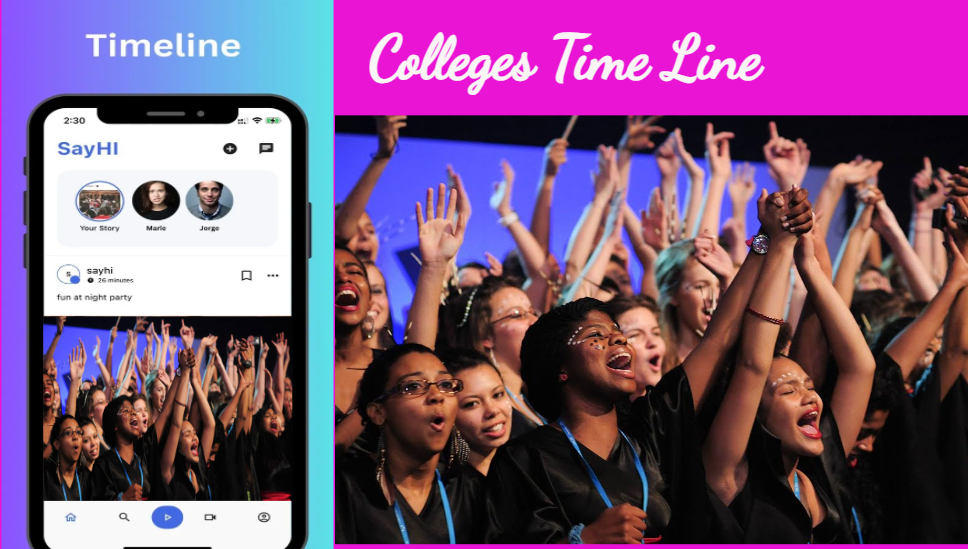 Timeline
Colleges Time Line
2:30
SayHI
Your Story
Marie
Jorge
sayhi
26 minutes
fun at night party